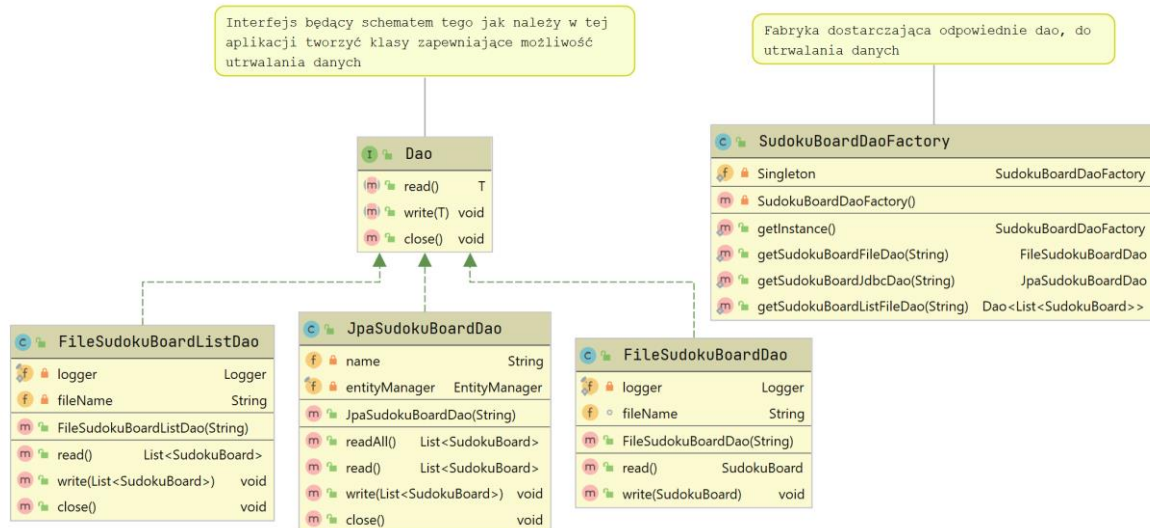 Interfejs będący schematem tego jak należy w tej
aplikacji tworzyć klasy zapewniające możliwość
utrwalania danych
Fabryka dostarczająca odpowiednie dao, do
utrwalania danych
I Dao
m read() T
m write(T) void
m close() void
C SudokuBoardDaoFactory
f Singleton SudokuBoardDaoFactory
m SudokuBoardDaoFactory()
m getInstance() SudokuBoardDaoFactory
m getSudokuBoardFileDao(String) FileSudokuBoardDao
m getSudokuBoardJdbcDao(String) JpaSudokuBoardDao
m getSudokuBoardListFileDao(String) Dao<List<SudokuBoard>>
C FileSudokuBoardListDao
f logger Logger
f fileName String
m FileSudokuBoardListDao(String)
m read() List<SudokuBoard>
m write(List<SudokuBoard>) void
m close() void
C JpaSudokuBoardDao
f name String
f entityManager EntityManager
m JpaSudokuBoardDao(String)
m readAll() List<SudokuBoard>
m read() List<SudokuBoard>
m write(List<SudokuBoard>) void
m close() void
C FileSudokuBoardDao
f logger Logger
f fileName String
m FileSudokuBoardDao(String)
m read() SudokuBoard
m write(SudokuBoard) void